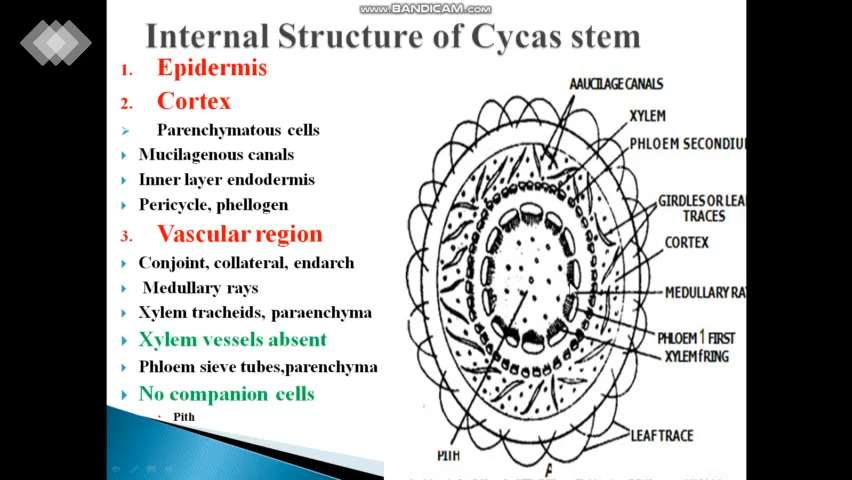 www.BANDICAM.com
Internal Structure of Cycas stem
1. Epidermis
2. Cortex
Parenchymatous cells
Mucilagenous canals
Inner layer endodermis
Pericycle, phellogen
3. Vascular region
Conjoint, collateral, endarch
Medullary rays
Xylem tracheids, paraenchyma
Xylem vessels absent
Phloem sieve tubes,parenchyma
No companion cells
Pith
AAUCILAGE CANALS
XYLEM
PHLOEM SECONDIU
GIRDLES OR LEA
TRACES
CORTEX
MEDULLARY RA
PHLOEM 1 FIRST
XYLEM fRING
LEAF TRACE
PIIH